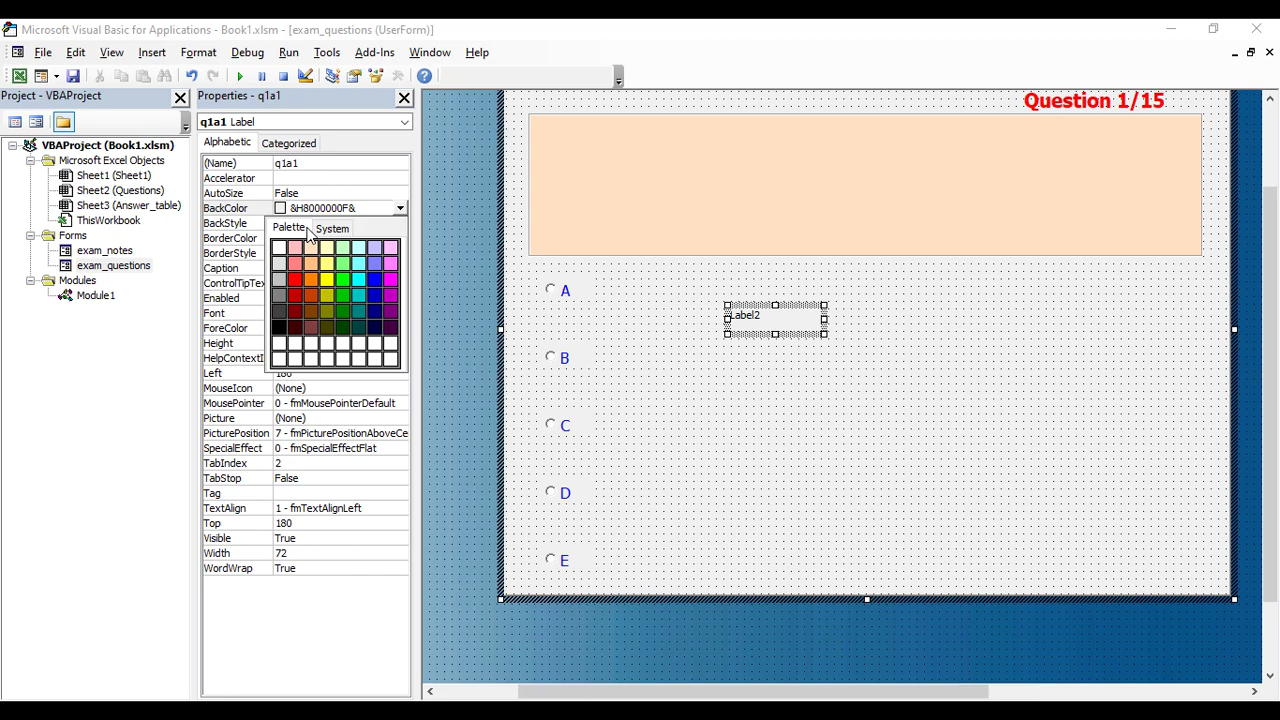 Microsoft Visual Basic for Applications - Book1.xlsm - [exam_questions (UserForm)]
File Edit View Insert Format Debug Run Tools Add-Ins Window Help
Project - VBAProject
VBAProject (Book1.xlsm)
Microsoft Excel Objects
Sheet1 (Sheet1)
Sheet2 (Questions)
Sheet3 (Answer_table)
ThisWorkbook
Forms
exam_notes
exam_questions
Modules
Module1
Properties - q1a1
q1a1 Label
Alphabetic Categorized
(Name) q1a1
Accelerator
AutoSize False
BackColor &H8000000F&
BackStyle
BorderColor
BorderStyle
Caption
ControlTipTex
Enabled
Font
ForeColor
Height
HelpContextI
Palette System
Left 180
MouseIcon (None)
MousePointer 0 - fmMousePointerDefault
Picture (None)
PicturePosition 7 - fmPicturePositionAboveCe
SpecialEffect 0 - fmSpecialEffectFlat
TabIndex 2
TabStop False
Tag
TextAlign 1 - fmTextAlignLeft
Top 180
Visible True
Width 72
WordWrap True
Question 1/15
A
Label2
B
C
D
E